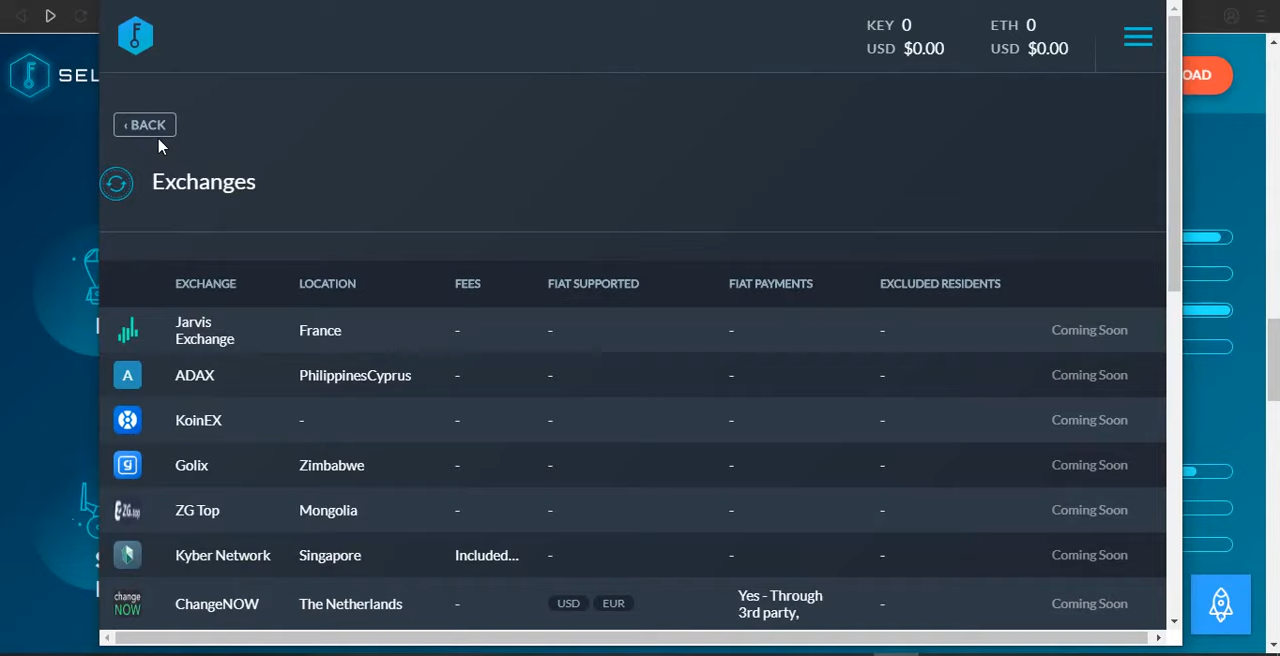 KEY 0
USD $0.00
ETH 0
USD $0.00
SEL
OAD
‹ BACK
Exchanges
EXCHANGE LOCATION FEES FIAT SUPPORTED FIAT PAYMENTS EXCLUDED RESIDENTS
Jarvis
Exchange
France - - - - Coming Soon
A ADAX PhilippinesCyprus - - - - Coming Soon
KoinEX - - - - - Coming Soon
g Golix Zimbabwe - - - - Coming Soon
ZG.top ZG Top Mongolia - - - - Coming Soon
Kyber Network Singapore Included... - - - Coming Soon
change
NOW
ChangeNOW The Netherlands - USD EUR
Yes - Through
3rd party,
- Coming Soon